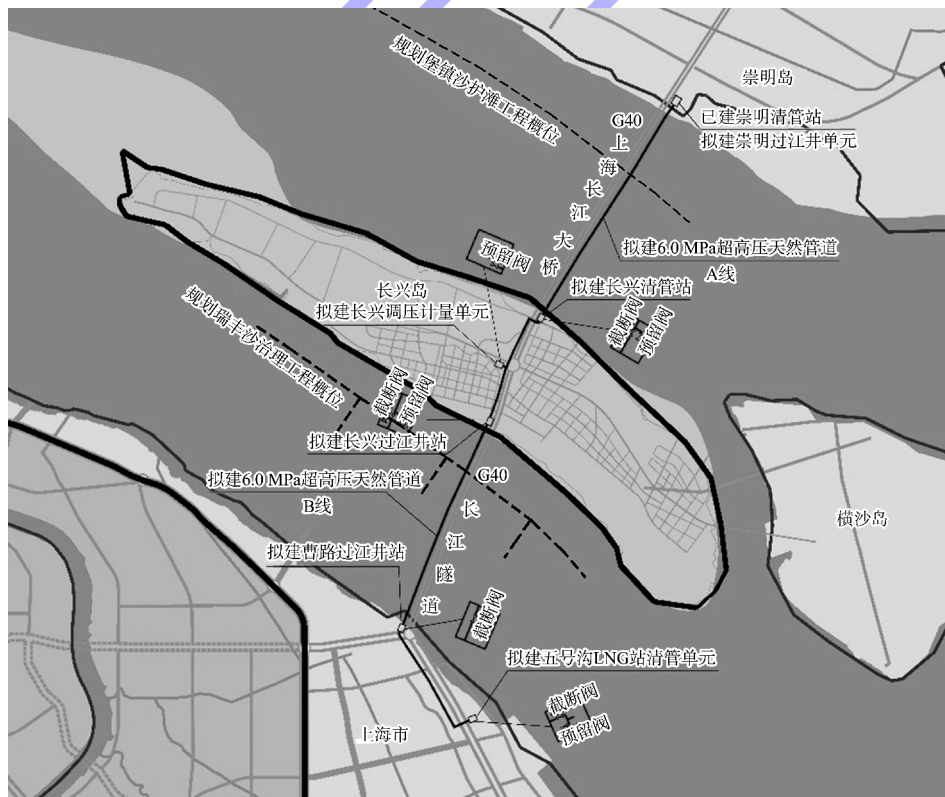 规划堡镇沙护滩工程概位
崇明岛
已建崇明清管站
拟建崇明过江井单元
G40
上海长江大桥
拟建6.0 MPa超高压天然管道
A线
预留阀
长兴岛
拟建长兴调压计量单元
拟建长兴清管站
截断阀
预留阀
规划瑞丰沙治理工程概位
截断阀
预留阀
拟建长兴过江井站
拟建6.0 MPa超高压天然管道
B线
G40
长江隧道
横沙岛
拟建曹路过江井站
截断阀
拟建五号沟LNG站清管单元
截断阀
预留阀
上海市